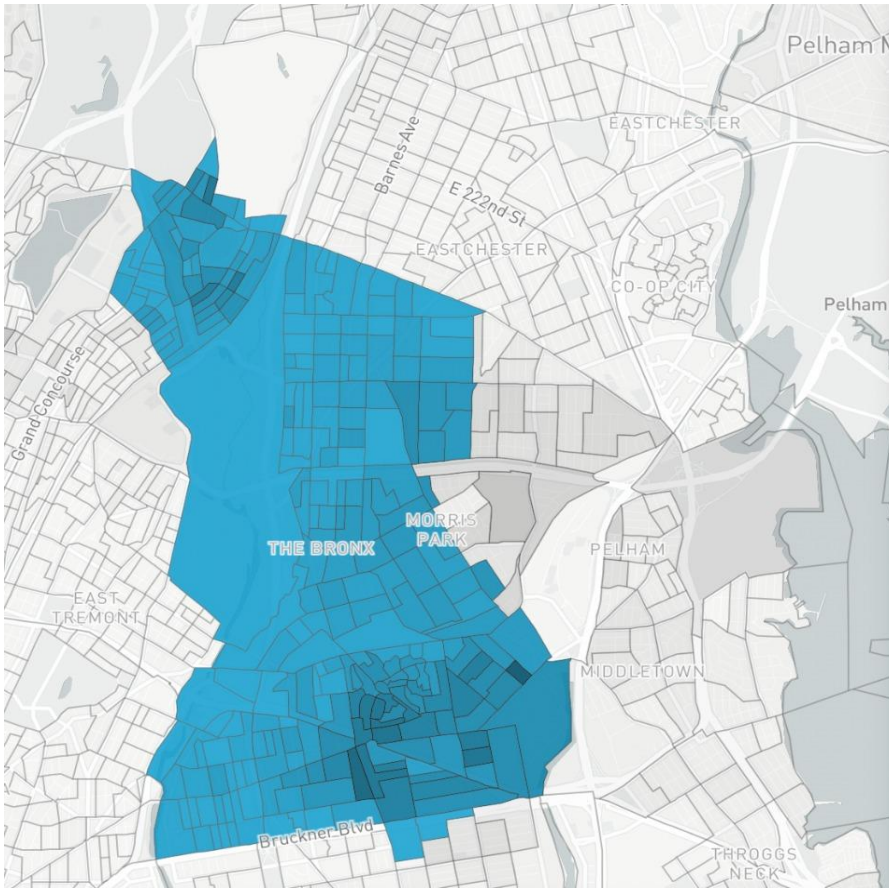 Pelham M
EASTCHESTER
Barnes Ave
E 222nd St
EASTCHESTER
CO-OP CITY
Pelham
Grand Concourse
MORRIS
PARK
THE BRONX
PELHAM
EAST
TREMONT
MIDDLETOWN
Bruckner Blvd
THROGGS
NECK